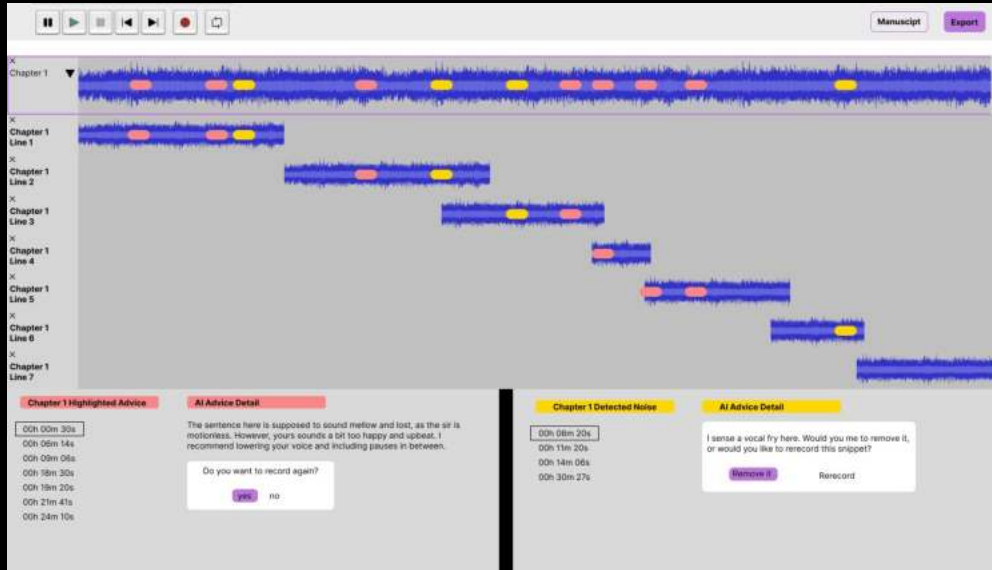 Manuscipt
Export
Chapter 1
Chapter 1
Line 1
Chapter 1
Line 2
Chapter 1
Line 3
Chapter 1
Line 4
Chapter 1
Line 5
Chapter 1
Line 6
Chapter 1
Line 7
Chapter 1 Highlighted Advice
00h 00m 30s
00h 06m 14s
00h 09m 06s
00h 18m 30s
00h 19m 20s
00h 21m 41s
00h 24m 10s
AI Advice Detail
The sentence here is supposed to sound mellow and lost, as the sir is
motionless. However, yours sounds a bit too happy and upbeat. I
recommend lowering your voice and including pauses in between.
Do you want to record again?
yes no
Chapter 1 Detected Noise
00h 08m 20s
00h 11m 20s
00h 14m 06s
00h 30m 27s
AI Advice Detail
I sense a vocal fry here. Would you me to remove it,
or would you like to rerecord this snippet?
Remove it Rerecord